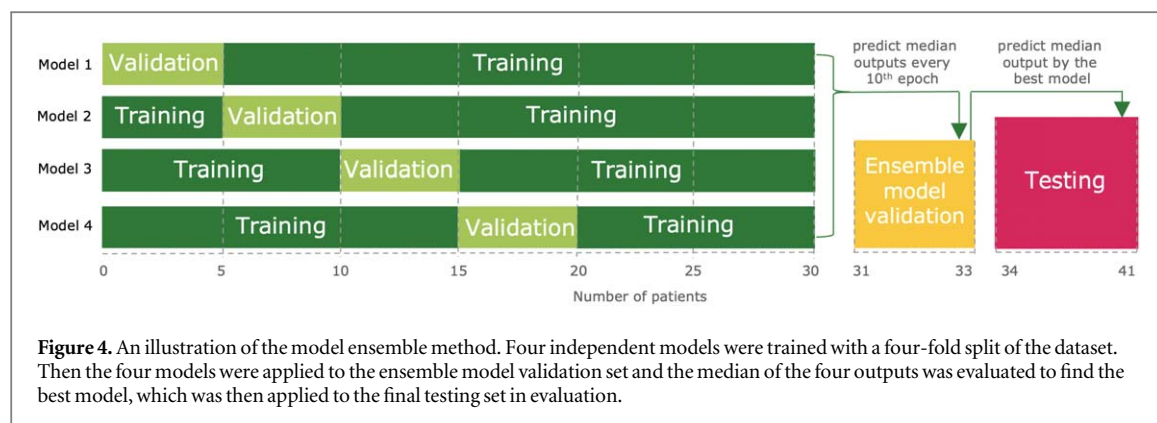 Model 1
Validation
Training
Model 2
Training
Validation
Training
Model 3
Training
Validation
Training
Model 4
Training
Validation
Training
0 5 10 15 20 25 30
Number of patients
predict median
outputs every
10th epoch
predict median
output by the
best model
Ensemble
model
validation
Testing
31 33 34 41
Figure 4. An illustration of the model ensemble method. Four independent models were trained with a four-fold split of the dataset.
Then the four models were applied to the ensemble model validation set and the median of the four outputs was evaluated to find the
best model, which was then applied to the final testing set in evaluation.